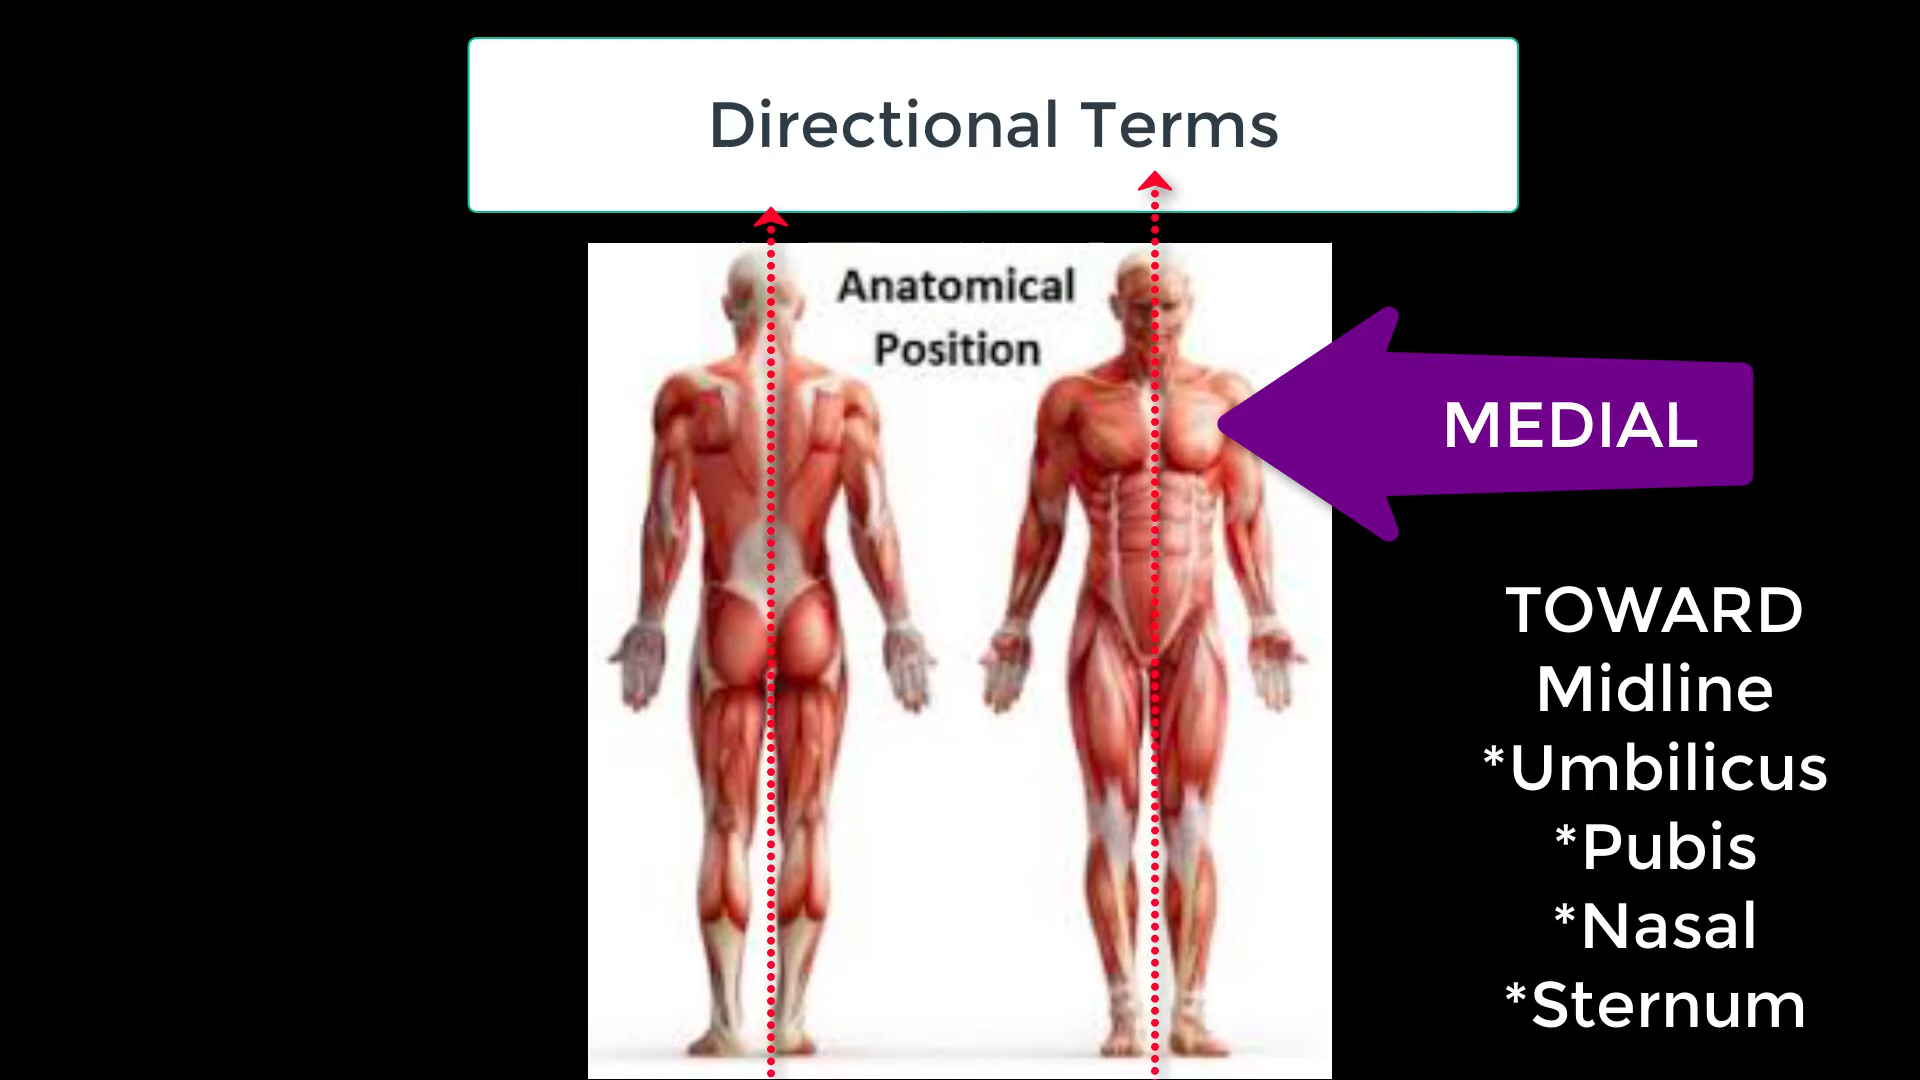 Directional Terms
Anatomical
Position
MEDIAL
TOWARD
Midline
*Umbilicus
*Pubis
*Nasal
*Sternum